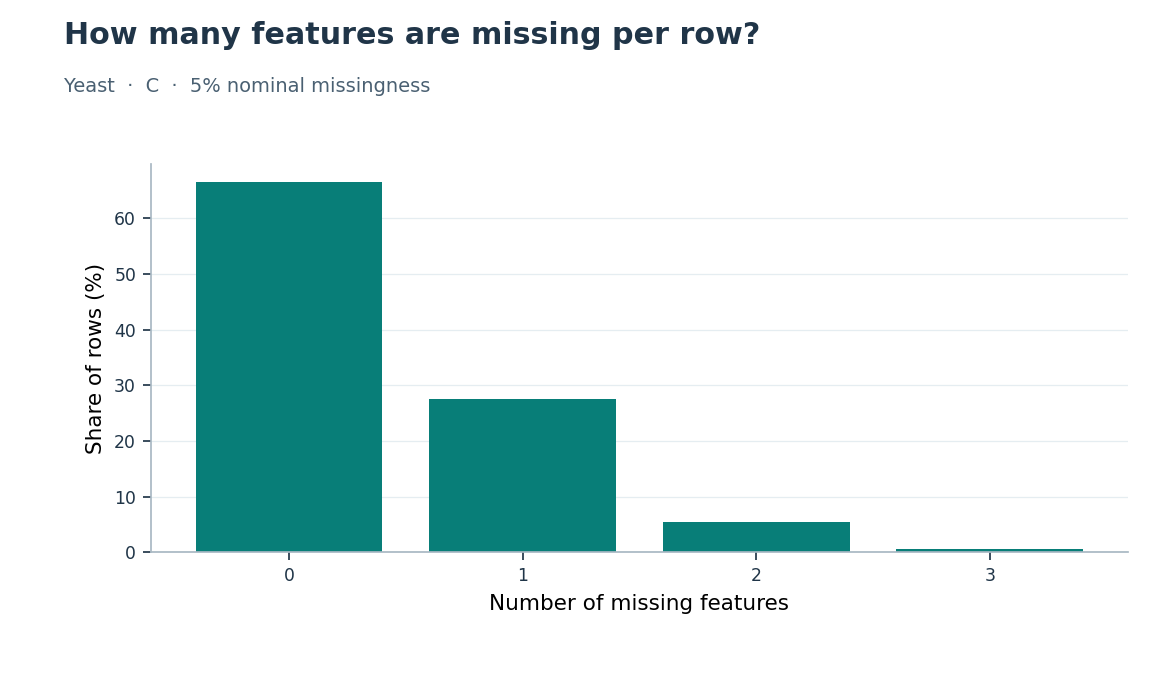 How many features are missing per row?
Yeast · C · 5% nominal missingness
Share of rows (%)
60
50
40
30
20
10
0
0 1 2 3
Number of missing features